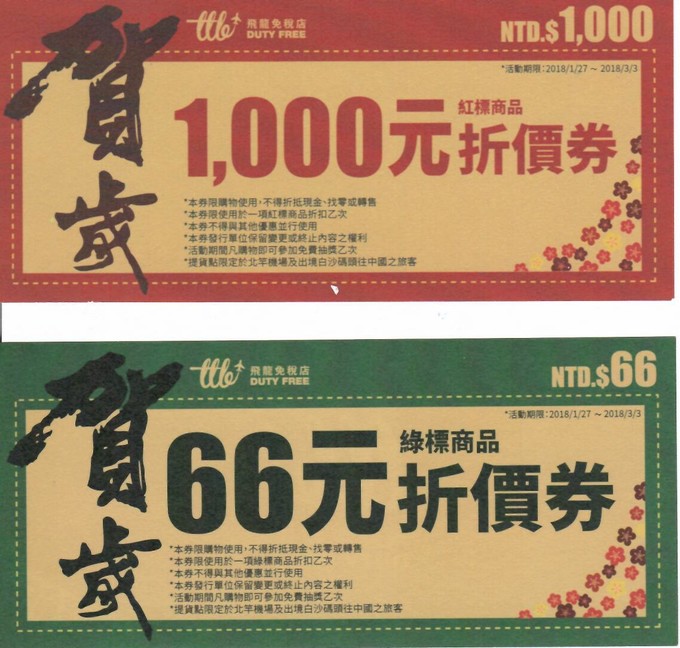 賀歲
ttle 飛龍免稅店
DUTY FREE
NTD.$1,000
*活動期限:2018/1/27 ~ 2018/3/3
1,000元
紅標商品
折價券
*本券限購物使用,不得折抵現金、找零或轉售
*本券限使用於一項紅標商品折扣乙次
*本券不得與其他優惠並行使用
*本券發行單位保留變更或終止內容之權利
*活動期間凡購物即可參加免費抽獎乙次
*提貨點限定於北竿機場及出境白沙碼頭往中國之旅客
賀歲
ttle 飛龍免稅店
DUTY FREE
NTD.$66
*活動期限:2018/1/27 ~ 2018/3/3
66元
綠標商品
折價券
*本券限購物使用,不得折抵現金、找零或轉售
*本券限使用於一項綠標商品折扣乙次
*本券不得與其他優惠並行使用
*本券發行單位保留變更或終止內容之權利
*活動期間凡購物即可參加免費抽獎乙次
*提貨點限定於北竿機場及出境白沙碼頭往中國之旅客